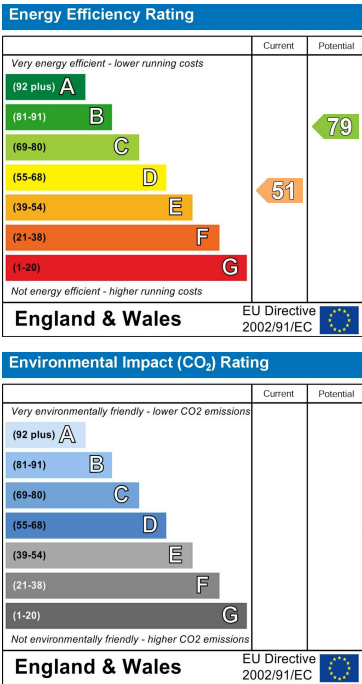 Energy Efficiency Rating
Current Potential
Very energy efficient - lower running costs
(92 plus) A
(81-91) B
(69-80) C
(55-68) D
(39-54) E
(21-38) F
(1-20) G
79
51
Not energy efficient - higher running costs
England & Wales
EU Directive
2002/91/EC
Environmental Impact (CO2) Rating
Current Potential
Very environmentally friendly - lower CO2 emissions
(92 plus) A
(81-91) B
(69-80) C
(55-68) D
(39-54) E
(21-38) F
(1-20) G
Not environmentally friendly - higher CO2 emissions
England & Wales
EU Directive
2002/91/EC